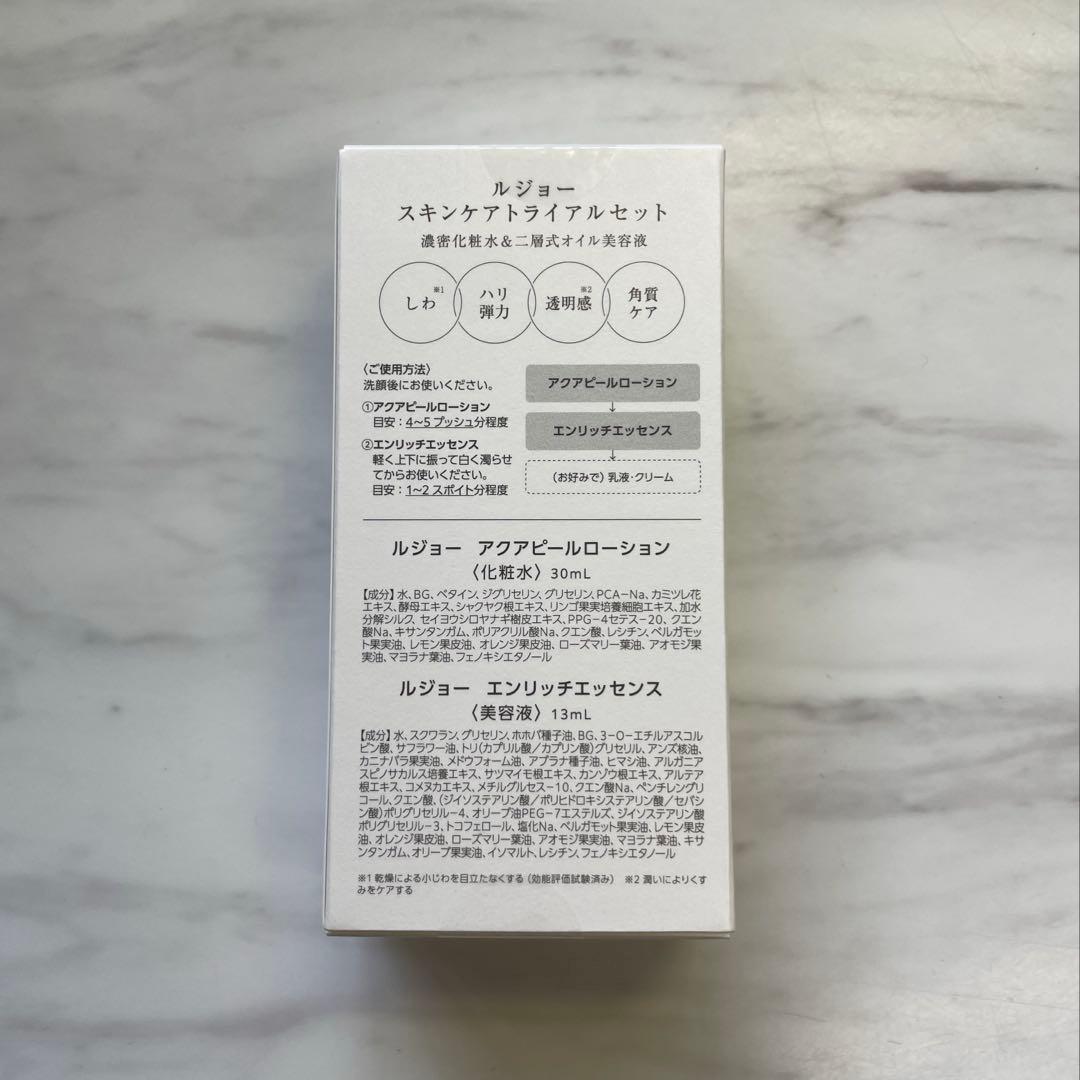 ルジョー
スキンケアトライアルセット
濃密化粧水&二層式オイル美容液
しわ※1
ハリ
弾力
透明感※2
角質
ケア
〈ご使用方法〉
洗顔後にお使いください。
①アクアピールローション
目安：4~5 プッシュ分程度
②エンリッチエッセンス
軽く上下に振って白く濁らせ
てからお使いください。
目安：1~2 スポイト分程度
アクアピールローション
↓
エンリッチエッセンス
↓
（お好みで）乳液・クリーム
ルジョー アクアピールローション
〈化粧水〉30mL
【成分】水、BG、ベタイン、ジグリセリン、グリセリン、PCA-Na、カミツレ花
エキス、酵母エキス、シャクヤク根エキス、リンゴ果実培養細胞エキス、加水
分解シルク、セイヨウシロヤナギ樹皮エキス、PPG-4セテス-20、クエン
酸Na、キサンタンガム、ポリアクリル酸Na、クエン酸、レシチン、ベルガモッ
ト果実油、レモン果皮油、オレンジ果皮油、ローズマリー葉油、アオモジ果
実油、マヨラナ葉油、フェノキシエタノール
ルジョー エンリッチエッセンス
〈美容液〉13mL
【成分】水、スクワラン、グリセリン、ホホバ種子油、BG、3-O-エチルアスコル
ビン酸、サフラワー油、トリ(カプリル酸/カプリン酸)グリセリル、アンズ核油、
カニナバラ果実油、メドウフォーム油、アブラナ種子油、ヒマシ油、アルガニア
スピノサカルス培養エキス、サツマイモ根エキス、カンゾウ根エキス、アルテア
根エキス、コメヌカエキス、メチルグルセス-10、クエン酸Na、ペンチレングリ
コール、クエン酸、(ジイソステアリン酸/ポリヒドロキシステアリン酸/セバシ
ン酸)ポリグリセリル-4、オリーブ油PEG-7エステルズ、ジイソステアリン酸
ポリグリセリル-3、トコフェロール、塩化Na、ベルガモット果実油、レモン果皮
油、オレンジ果皮油、ローズマリー葉油、アオモジ果実油、マヨラナ葉油、キサ
ンタンガム、オリーブ果実油、イソマルト、レシチン、フェノキシエタノール
※1 乾燥による小じわを目立たなくする（効能評価試験済み） ※2 潤いによりくす
みをケアする